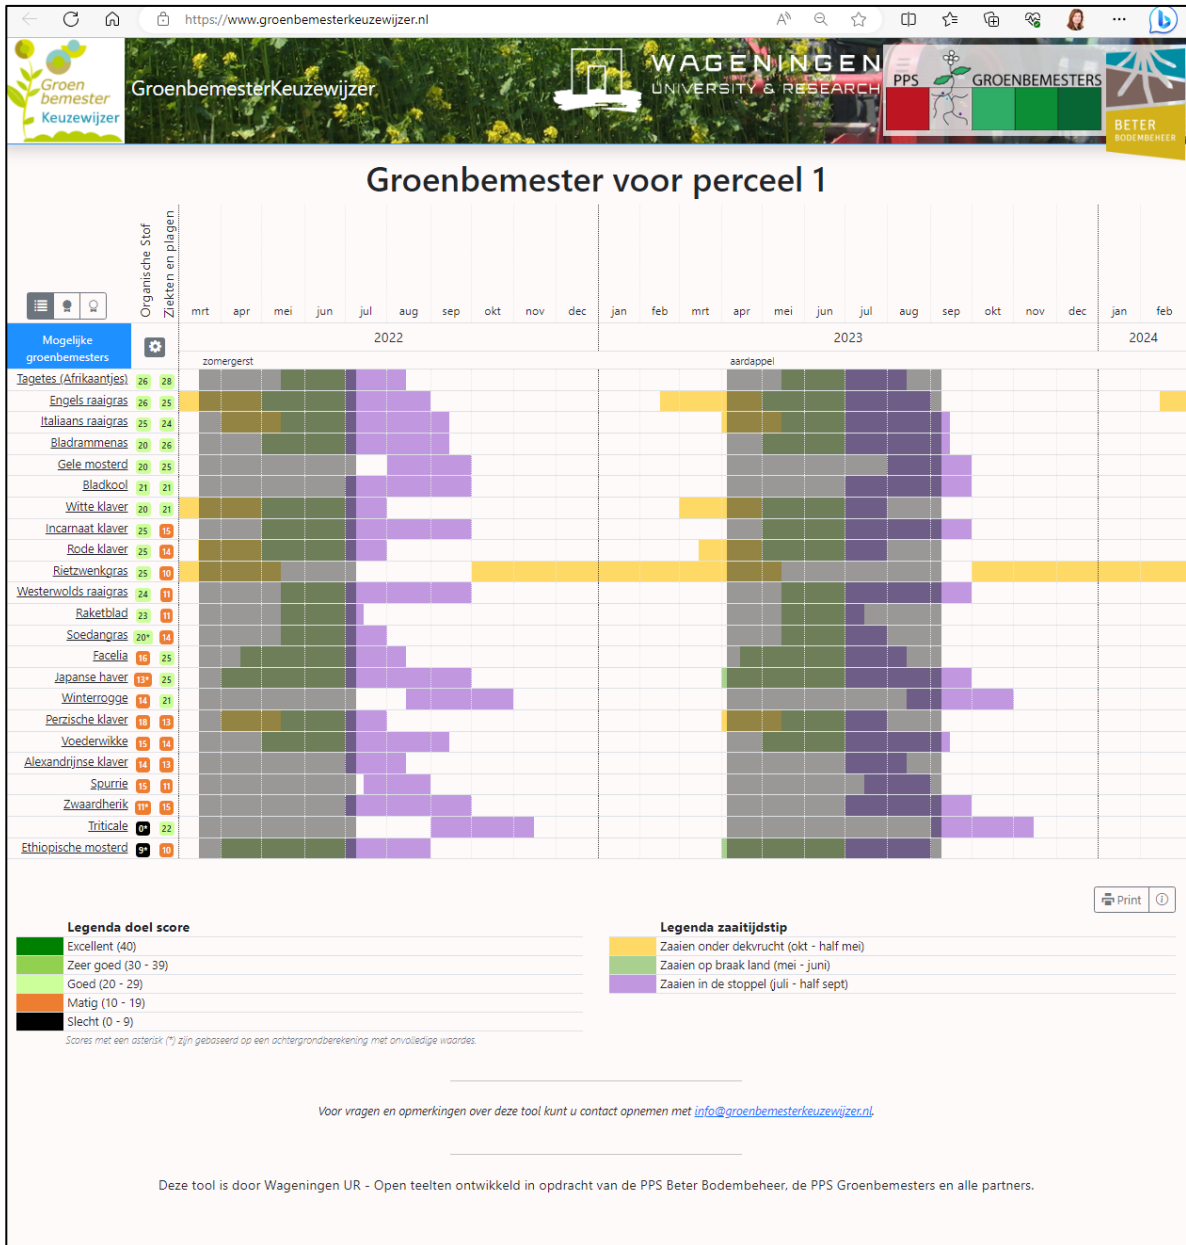 https://www.groenbemesterkeuzewijzer.nl
Groen
bemester
Keuzewijzer
GroenbemesterKeuzewijzer
WAGENINGEN
UNIVERSITY & RESEARCH
PPS GROENBEMESTERS
BETER
BODEMBEHEER
Groenbemester voor perceel 1
Organische Stof
Ziekten en plagen
mrt apr mei jun jul aug sep okt nov dec jan feb mrt apr mei jun jul aug sep okt nov dec jan feb
Mogelijke
groenbemesters
2022 2023 2024
zomergerst aardappel
Tagetes (Afrikaantjes) 26 28
Engels raaigras 26 25
Italiaans raaigras 25 24
Bladrammenas 20 26
Gele mosterd 20 25
Bladkool 21 21
Witte klaver 20 21
Incarnaat klaver 25 15
Rode klaver 25 14
Rietzwenkgras 25 10
Westerwolds raaigras 24 11
Raketblad 23 11
Soedangras 20* 14
Facelia 16 25
Japanse haver 13* 25
Winterrogge 14 21
Perzische klaver 18 13
Voederwikke 15 14
Alexandrijnse klaver 14 13
Spurrie 15 11
Zwaardherik 11* 15
Triticale 0* 22
Ethiopische mosterd 9* 10
Print
Legenda doel score
Excellent (40)
Zeer goed (30 - 39)
Goed (20 - 29)
Matig (10 - 19)
Slecht (0 - 9)
Scores met een asterisk (*) zijn gebaseerd op een achtergrondberekening met onvolledige waardes.
Legenda zaaitijdstip
Zaaien onder dekvrucht (okt - half mei)
Zaaien op braak land (mei - juni)
Zaaien in de stoppel (juli - half sept)
Voor vragen en opmerkingen over deze tool kunt u contact opnemen met info@groenbemesterkeuzewijzer.nl.
Deze tool is door Wageningen UR - Open teelten ontwikkeld in opdracht van de PPS Beter Bodembeheer, de PPS Groenbemesters en alle partners.